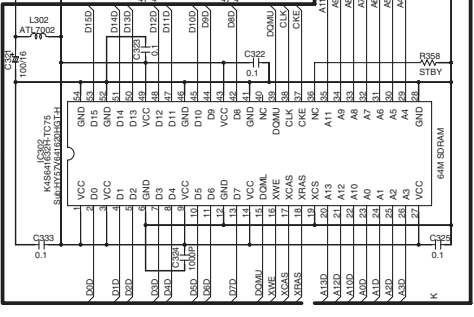 L302
ATL7002
C321
100/16
D15D
D14D
D13D
D12D
D11D
D10D
D9D
D8D
DQMU
CLK
CKE
C323
0.1
C322
0.1
R358
STBY
54 53 52 51 50 49 48 47 46 45 44 43 42 41 40 39 38 37 36 35 34 33 32 31 30 29 28
GND D15 GND D14 D13 VCC D12 D11 GND D10 D9 VCC D8 GND NC DQMU CLK CKE NC A11 A9 A8 A7 A6 A5 A4 GND
IC302
K4S641632H-TC75
Sub:HY57V641620HGT-H
64M SDRAM
VCC D0 VCC D1 D2 GND D3 D4 VCC D5 D6 GND D7 VCC DQML XWE XCAS XRAS XCS A13 A12 A10 A0 A1 A2 A3 VCC
1 2 3 4 5 6 7 8 9 10 11 12 13 14 15 16 17 18 19 20 21 22 23 24 25 26 27
C333
0.1
C324
1000P
C325
0.1
D0D
D1D
D2D
D3D
D4D
D5D
D6D
D7D
DQMU
XWE
XCAS
XRAS
A13D
A12D
A10D
A0D
A1D
A2D
A3D
K